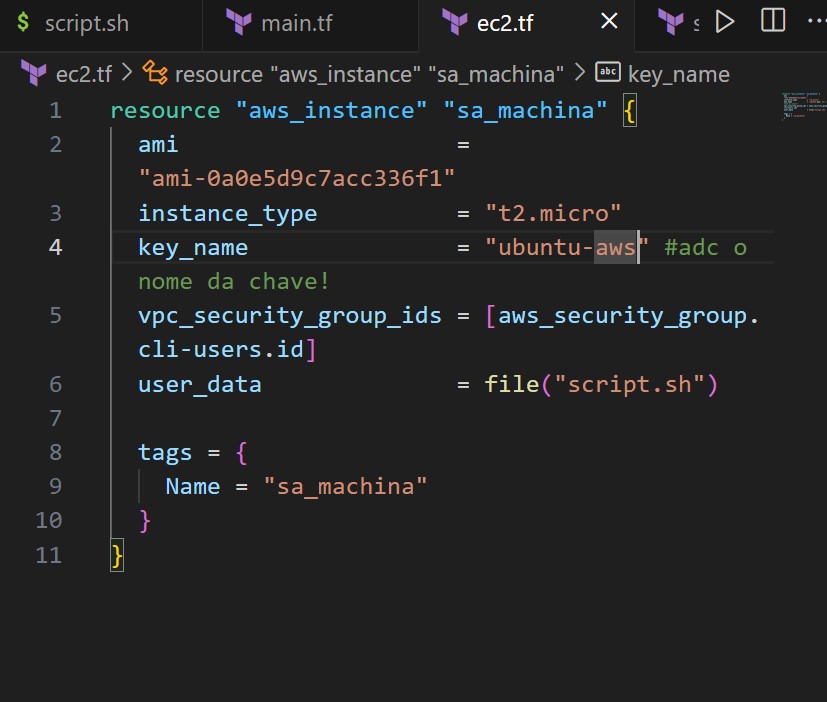 $ script.sh main.tf ec2.tf × s
ec2.tf > resource "aws_instance" "sa_machina" > abc key_name
1 resource "aws_instance" "sa_machina" {
2 ami =
"ami-0a0e5d9c7acc336f1"
3 instance_type = "t2.micro"
4 key_name = "ubuntu-aws" #adc o
nome da chave!
5 vpc_security_group_ids = [aws_security_group.
cli-users.id]
6 user_data = file("script.sh")
7
8 tags = {
9 Name = "sa_machina"
10 }
11 }